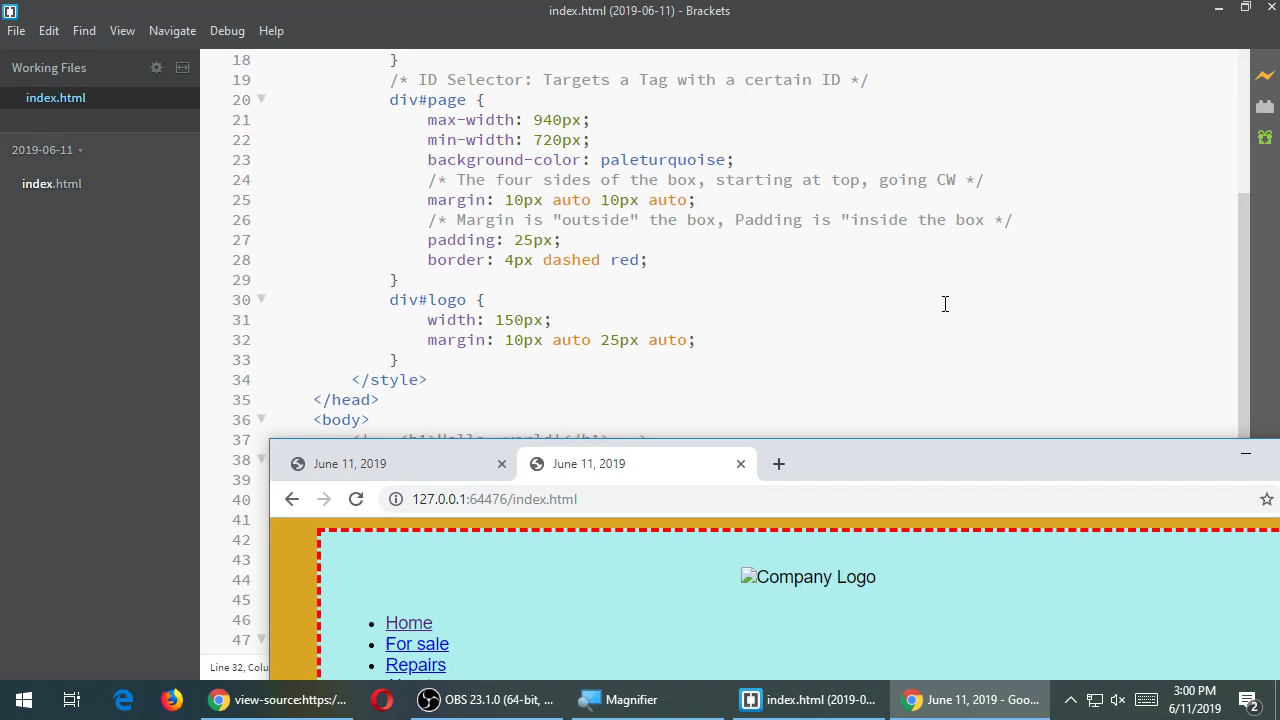 index.html (2019-06-11) - Brackets
File Edit Find View Navigate Debug Help
Working Files
index.html
2019-06-11
index.html
18 }
19 /* ID Selector: Targets a Tag with a certain ID */
20 div#page {
21 max-width: 940px;
22 min-width: 720px;
23 background-color: paleturquoise;
24 /* The four sides of the box, starting at top, going CW */
25 margin: 10px auto 10px auto;
26 /* Margin is "outside" the box, Padding is "inside the box */
27 padding: 25px;
28 border: 4px dashed red;
29 }
30 div#logo {
31 width: 150px;
32 margin: 10px auto 25px auto;
33 }
34 </style>
35 </head>
36 <body>
37
38
39
40
41
42
43
44
45
46
47
Line 32, Colu
June 11, 2019
June 11, 2019
127.0.0.1:64476/index.html
Company Logo
Home
For sale
Repairs
view-source:https:/...
OBS 23.1.0 (64-bit, ...
Magnifier
index.html (2019-0...
June 11, 2019 - Goo...
3:00 PM
6/11/2019
2